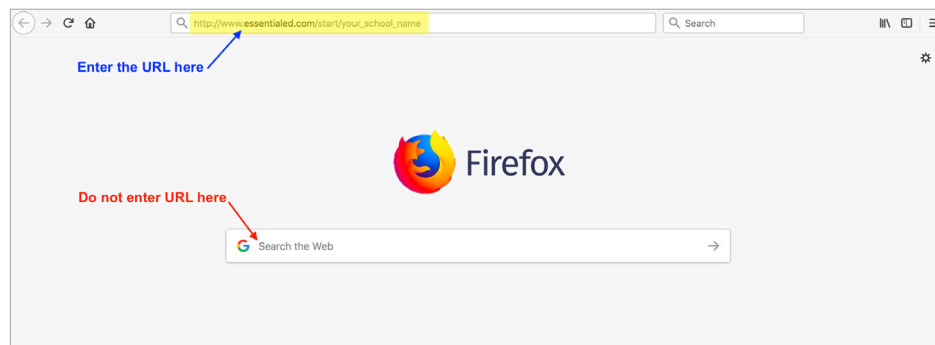 http://www.essentialed.com/start/your_school_name
Search
Enter the URL here
Firefox
Do not enter URL here
G Search the Web